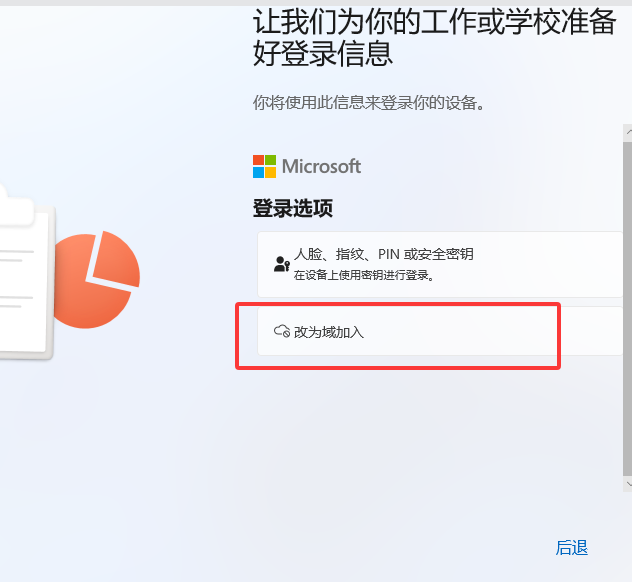 让我们为你的工作或学校准备
好登录信息
你将使用此信息来登录你的设备。
Microsoft
登录选项
人脸、指纹、PIN 或安全密钥
在设备上使用密钥进行登录。
改为域加入
后退